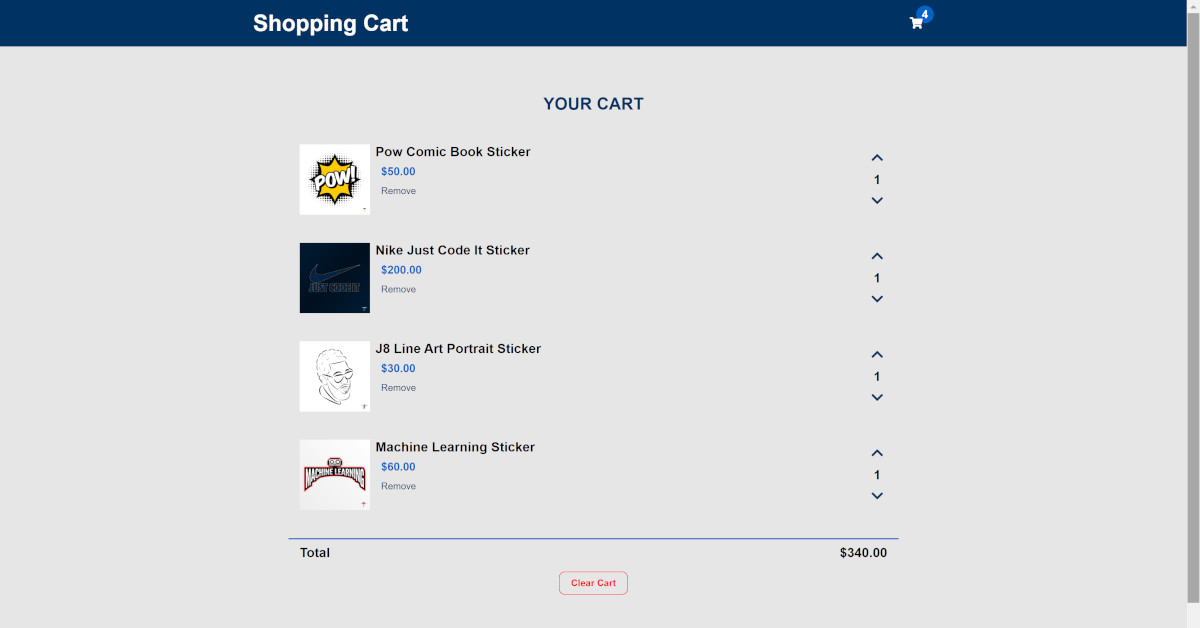 Shopping Cart
4
YOUR CART
Pow Comic Book Sticker
$50.00
Remove
1
POW!
Nike Just Code It Sticker
$200.00
Remove
1
JUST CODE IT
J8 Line Art Portrait Sticker
$30.00
Remove
1
Machine Learning Sticker
$60.00
Remove
1
MACHINE LEARNING
Total
$340.00
Clear Cart